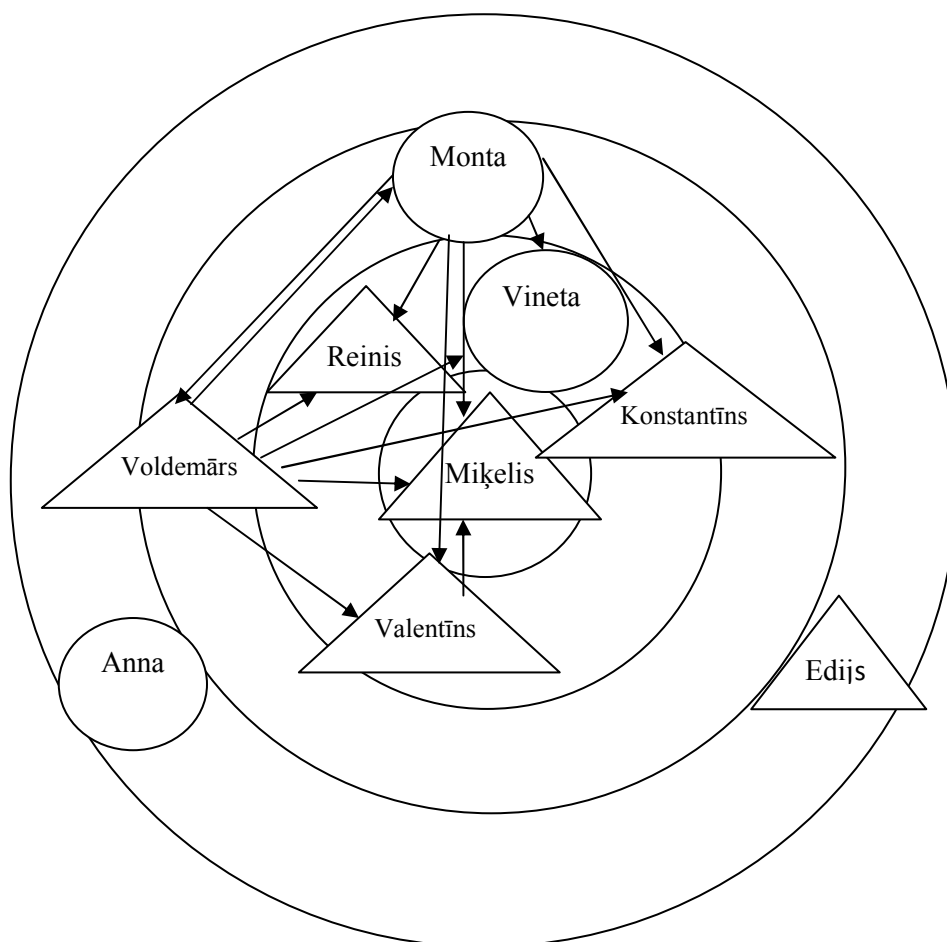 Monta
Vineta
Reinis
Konstantīns
Voldemārs
Miķelis
Valentīns
Anna
Edijs